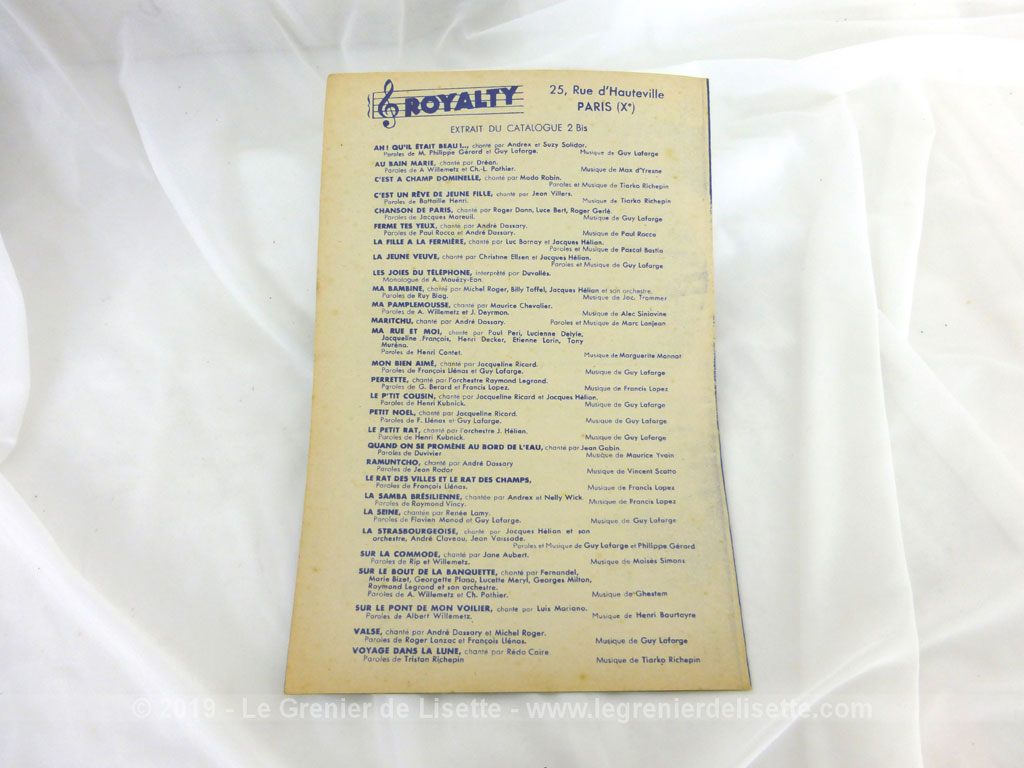 ROYALTY
25, Rue d'Hauteville
PARIS (Xe)
EXTRAIT DU CATALOGUE 2 Bis
AH ! QU'IL ÉTAIT BEAU !..., chanté par Andrex et Suzy Solidor.
Paroles de M. Philippe Gérard et Guy Lafarge. Musique de Guy Lafarge
AU BAIN MARIE, chanté par Dréan.
Paroles de A Willemetz et Ch.-L. Pothier. Musique de Max d'Yresne
C'EST A CHAMP DOMINELLE, chanté par Mado Robin.
Paroles et Musique de Tiarko Richepin
C'EST UN RÊVE DE JEUNE FILLE, chanté par Jean Villers.
Paroles de Battaille Henri. Musique de Tiarko Richepin
CHANSON DE PARIS, chanté par Roger Dann, Luce Bert, Roger Gerlé.
Paroles de Jacques Mareuil. Musique de Guy Lafarge
FERME TES YEUX, chanté par André Dassary.
Paroles de Paul Rocca et André Dassary. Musique de Paul Rocca
LA FILLE A LA FERMIÈRE, chanté par Luc Barnay et Jacques Hélian.
Paroles et Musique de Pascal Bastia
LA JEUNE VEUVE, chanté par Christine Ellsen et Jacques Hélian.
Paroles et Musique de Guy Lafarge
LES JOIES DU TÉLÉPHONE, interprété par Duvallès.
Monologue de A. Mauëzy-Eon.
MA BAMBINE, chanté par Michel Roger, Billy Toffel, Jacques Hélian et son orchestre.
Paroles de Ruy Blag. Musique de Jac. Trammer
MA PAMPLEMOUSSE, chanté par Maurice Chevalier.
Paroles de A. Willemetz et J. Deyrmon. Musique de Alec Siniavine
MARITCHU, chanté par André Dassary. Paroles et Musique de Marc Lanjean
MA RUE ET MOI, chanté par Paul Peri, Lucienne Delyle,
Jacqueline François, Henri Decker, Etienne Lorin, Tony
Muréna.
Paroles de Henri Contet. Musique de Marguerite Monnot
MON BIEN AIMÉ, chanté par Jacqueline Ricard.
Paroles de François Llénas et Guy Lafarge. Musique de Guy Lafarge
PERRETTE, chanté par l'orchestre Raymond Legrand.
Paroles de G. Berard et Francis Lopez. Musique de Francis Lopez
LE P'TIT COUSIN, chanté par Jacqueline Ricard et Jacques Hélian.
Paroles de Henri Kubnick. Musique de Guy Lafarge
PETIT NOEL, chanté par Jacqueline Ricard.
Paroles de F. Llénas et Guy Lafarge. Musique de Guy Lafarge
LE PETIT RAT, chanté par l'orchestre J. Hélian.
Paroles de Henri Kubnick. Musique de Guy Lafarge
QUAND ON SE PROMÈNE AU BORD DE L'EAU, chanté par Jean Gabin
Paroles de Duvivier Musique de Maurice Yvain
RAMUNTCHO, chanté par André Dassary
Paroles de Jean Rodor Musique de Vincent Scotto
LE RAT DES VILLES ET LE RAT DES CHAMPS,
Paroles de François Llénas. Musique de Francis Lopez
LA SAMBA BRÉSILIENNE, chantée par Andrex et Nelly Wick.
Paroles de Raymond Vincy. Musique de Francis Lopez
LA SEINE, chantée par Renée Lamy.
Paroles de Flavien Monod et Guy Lafarge. Musique de Guy Lafarge
LA STRASBOURGEOISE, chanté par Jacques Hélian et son
orchestre, André Claveau, Jean Vaissade.
Paroles et Musique de Guy Lafarge et Philippe Gérard
SUR LA COMMODE, chanté par Jane Aubert.
Paroles de Rip et Willemetz. Musique de Moisès Simons
SUR LE BOUT DE LA BANQUETTE, chanté par Fernandel,
Marie Bizet, Georgette Plana, Lucette Meryl, Georges Milton,
Raymond Legrand et son orchestre.
Paroles de A. Willemetz et Ch. Pothier. Musique de Ghestem
SUR LE PONT DE MON VOILIER, chanté par Luis Mariano.
Paroles de Albert Willemetz. Musique de Henri Bourtayre
VALSE, chanté par André Dassary et Michel Roger.
Paroles de Roger Lanzac et François Llénas. Musique de Guy Lafarge
VOYAGE DANS LA LUNE, chanté par Réda Caire
Paroles de Tristan Richepin Musique de Tiarko Richepin
© 2019 - Le Grenier de Lisette - www.legrenierdelisette.com